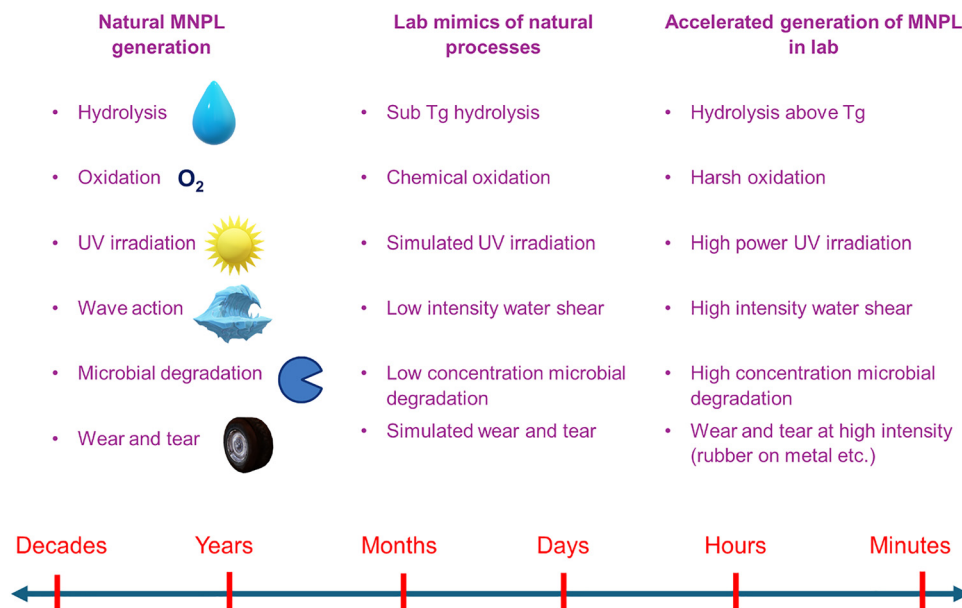 Natural MNPL
generation
• Hydrolysis
• Oxidation O₂
• UV irradiation
• Wave action
• Microbial degradation
• Wear and tear
Lab mimics of natural
processes
• Sub Tg hydrolysis
• Chemical oxidation
• Simulated UV irradiation
• Low intensity water shear
• Low concentration microbial
degradation
• Simulated wear and tear
Accelerated generation of MNPL
in lab
• Hydrolysis above Tg
• Harsh oxidation
• High power UV irradiation
• High intensity water shear
• High concentration microbial
degradation
• Wear and tear at high intensity
(rubber on metal etc.)
Decades Years Months Days Hours Minutes